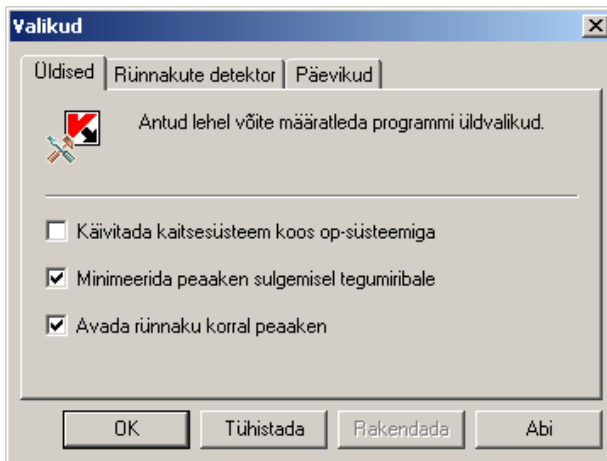 Valikud
Üldised
Rünnakute detektor
Päevikud
Antud lehel võite määratleda programmi üldvalikud.
Käivitada kaitsesüsteem koos op-süsteemiga
Minimeerida peaaken sulgemisel tegumiribale
Avada rünnaku korral peaaken
OK
Tühistada
Rakendada
Abi